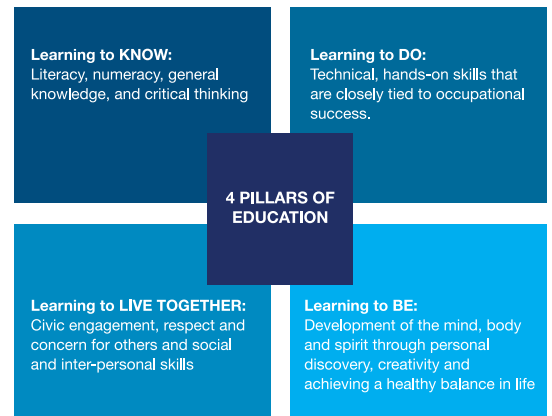 Learning to KNOW:
Literacy, numeracy, general
knowledge, and critical thinking
Learning to DO:
Technical, hands-on skills that
are closely tied to occupational
success.
4 PILLARS OF
EDUCATION
Learning to LIVE TOGETHER:
Civic engagement, respect and
concern for others and social
and inter-personal skills
Learning to BE:
Development of the mind, body
and spirit through personal
discovery, creativity and
achieving a healthy balance in life